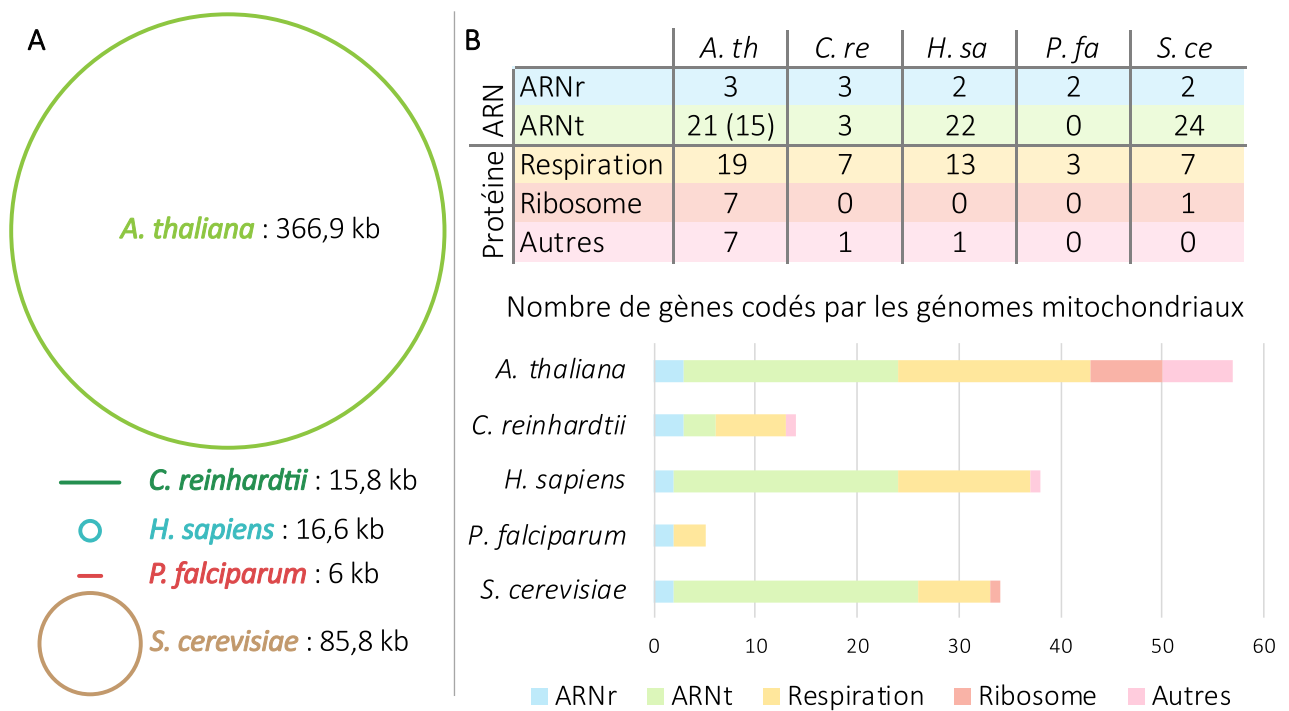 A
A. thaliana : 366,9 kb
C. reinhardtii : 15,8 kb
H. sapiens : 16,6 kb
P. falciparum : 6 kb
S. cerevisiae : 85,8 kb
B
A. th C. re H. sa P. fa S. ce
ARN
ARNr 3 3 2 2 2
ARNt 21 (15) 3 22 0 24
Protéine
Respiration 19 7 13 3 7
Ribosome 7 0 0 0 1
Autres 7 1 1 0 0
Nombre de gènes codés par les génomes mitochondriaux
A. thaliana
C. reinhardtii
H. sapiens
P. falciparum
S. cerevisiae
0 10 20 30 40 50 60
ARNr ARNt Respiration Ribosome Autres